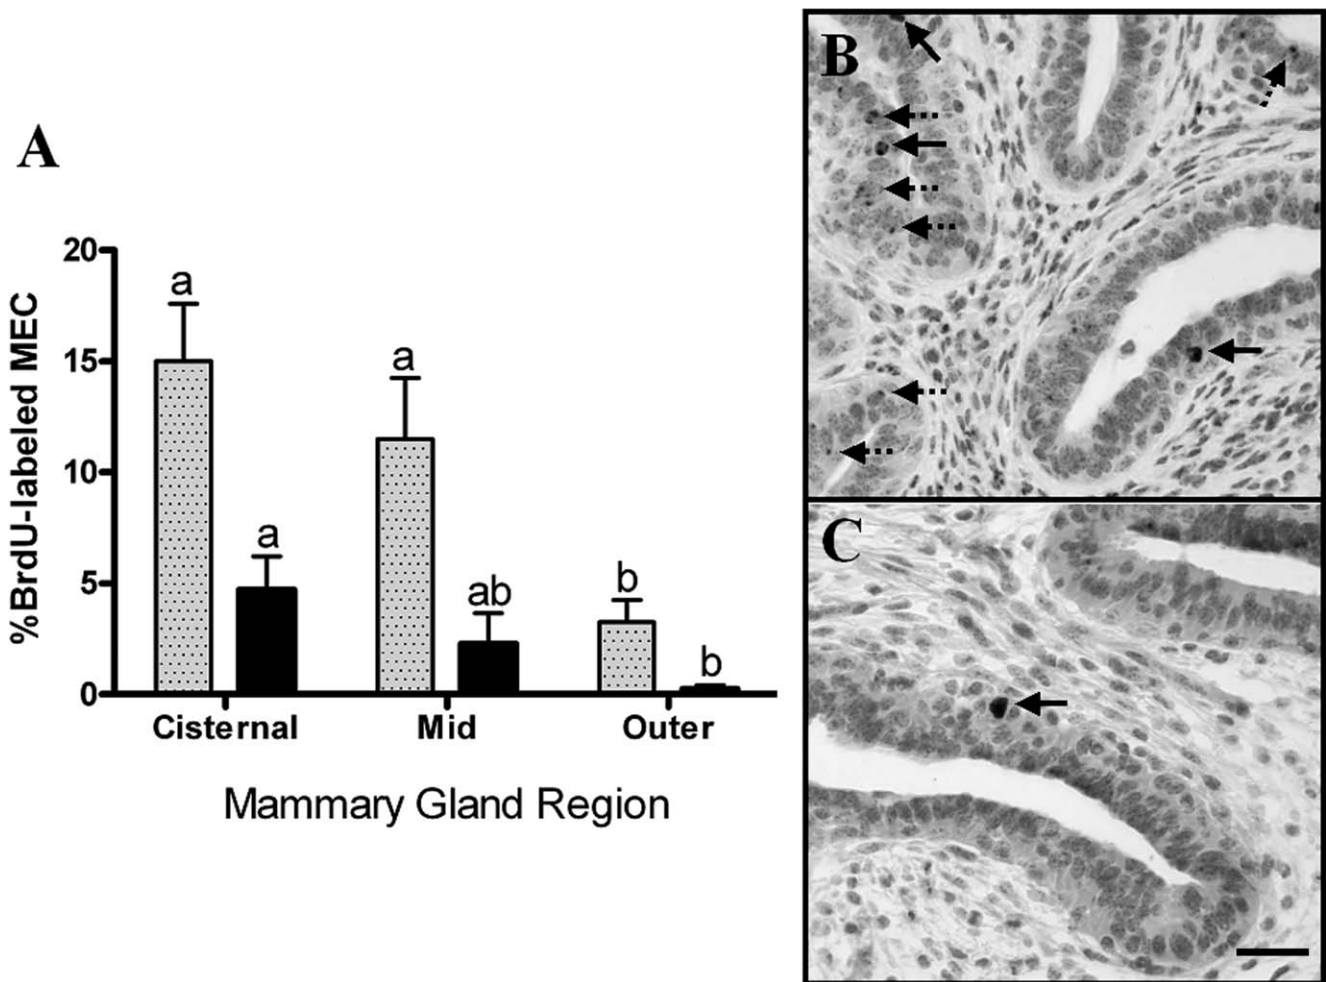 A
%BrdU-labeled MEC
20
15
10
5
0
a
a
a
ab
b
b
Cisternal
Mid
Outer
Mammary Gland Region
B
C